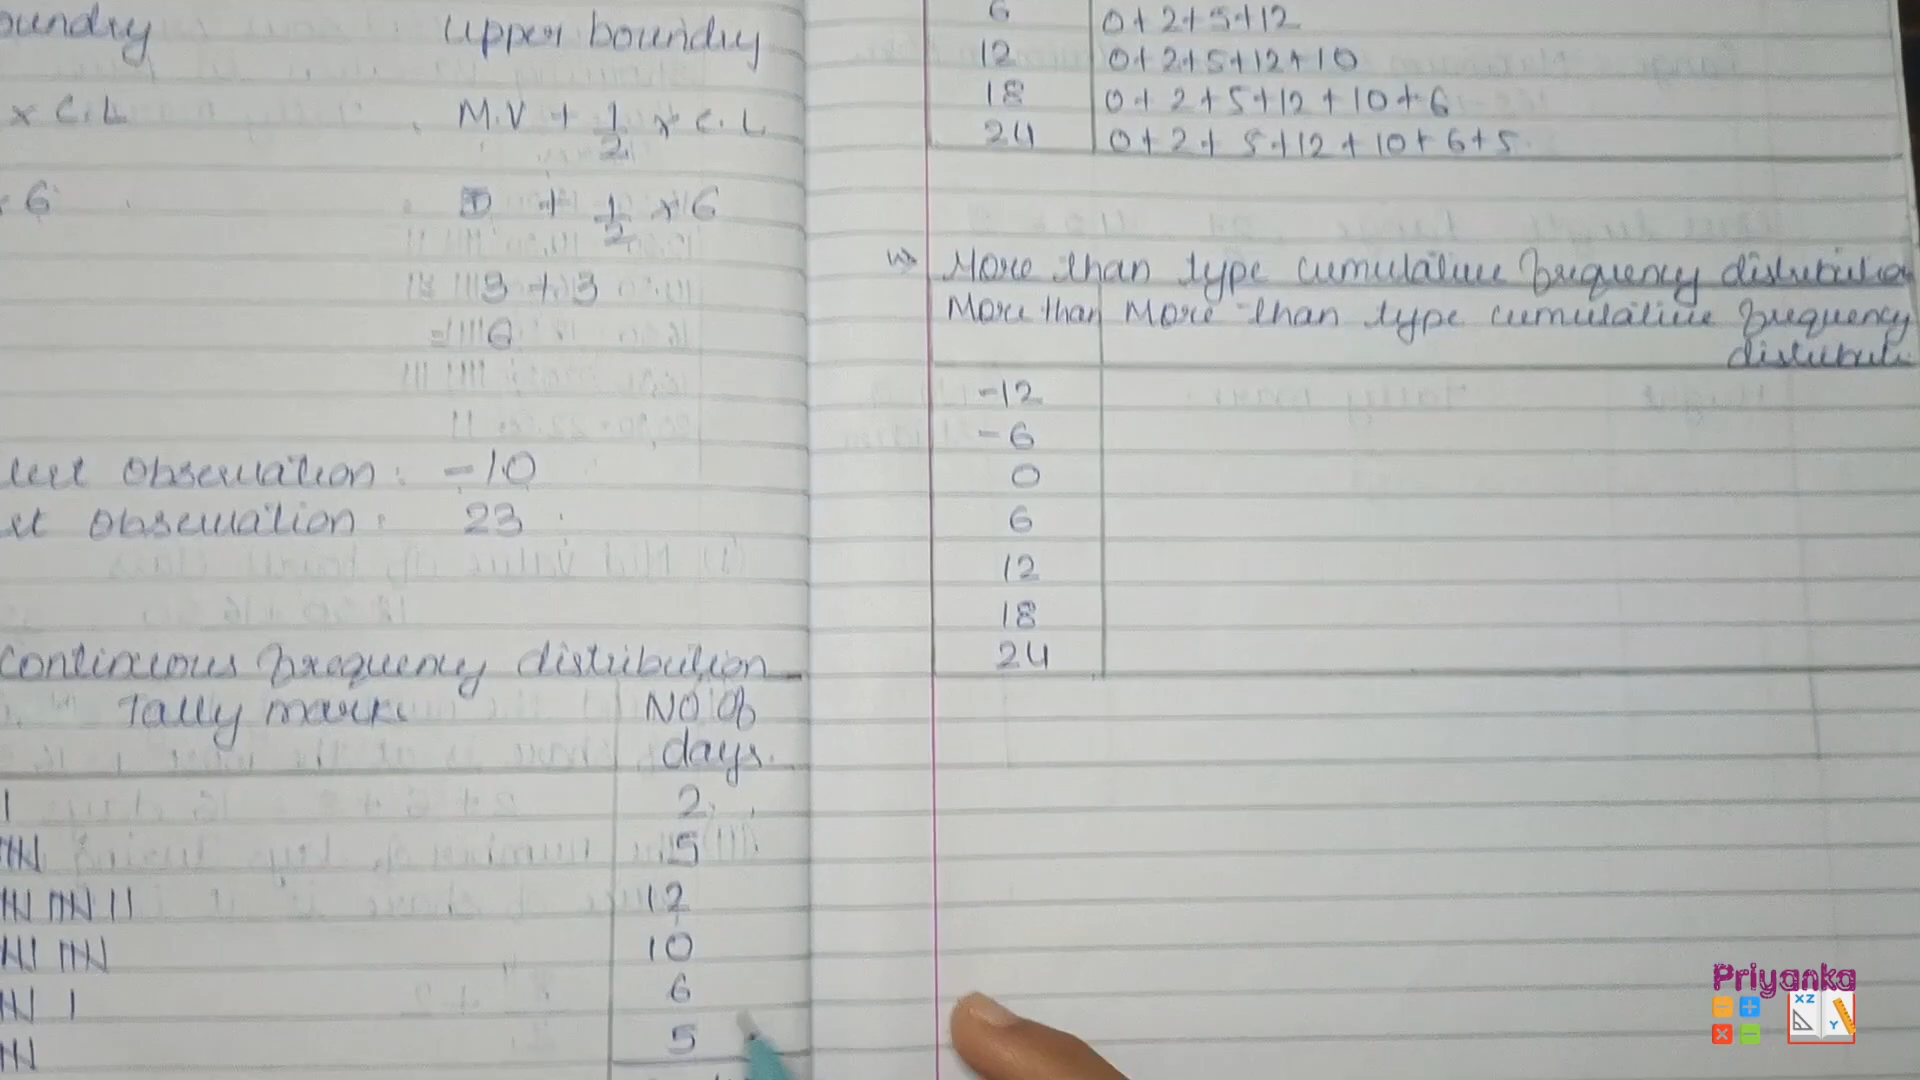 oundry upper boundry
x C.L M.V + 1/2 x C.L
6 + 1/2 x 6
3 + 3
= 6
observation: -10
st observation: 23
continuous frequency distribution
Tally marks No of
days.
I 2
5
12
10
6
5
6 0+2+5+12
12 0+2+5+12+10
18 0+2+5+12+10+6
24 0+2+5+12+10+6+5
More than type cumulative frequency distribution
More than More than type cumulative frequency
distributi
-12
-6
0
6
12
18
24
Priyanka
XZ
Y